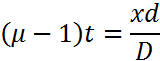 (μ − 1)t = xd/D